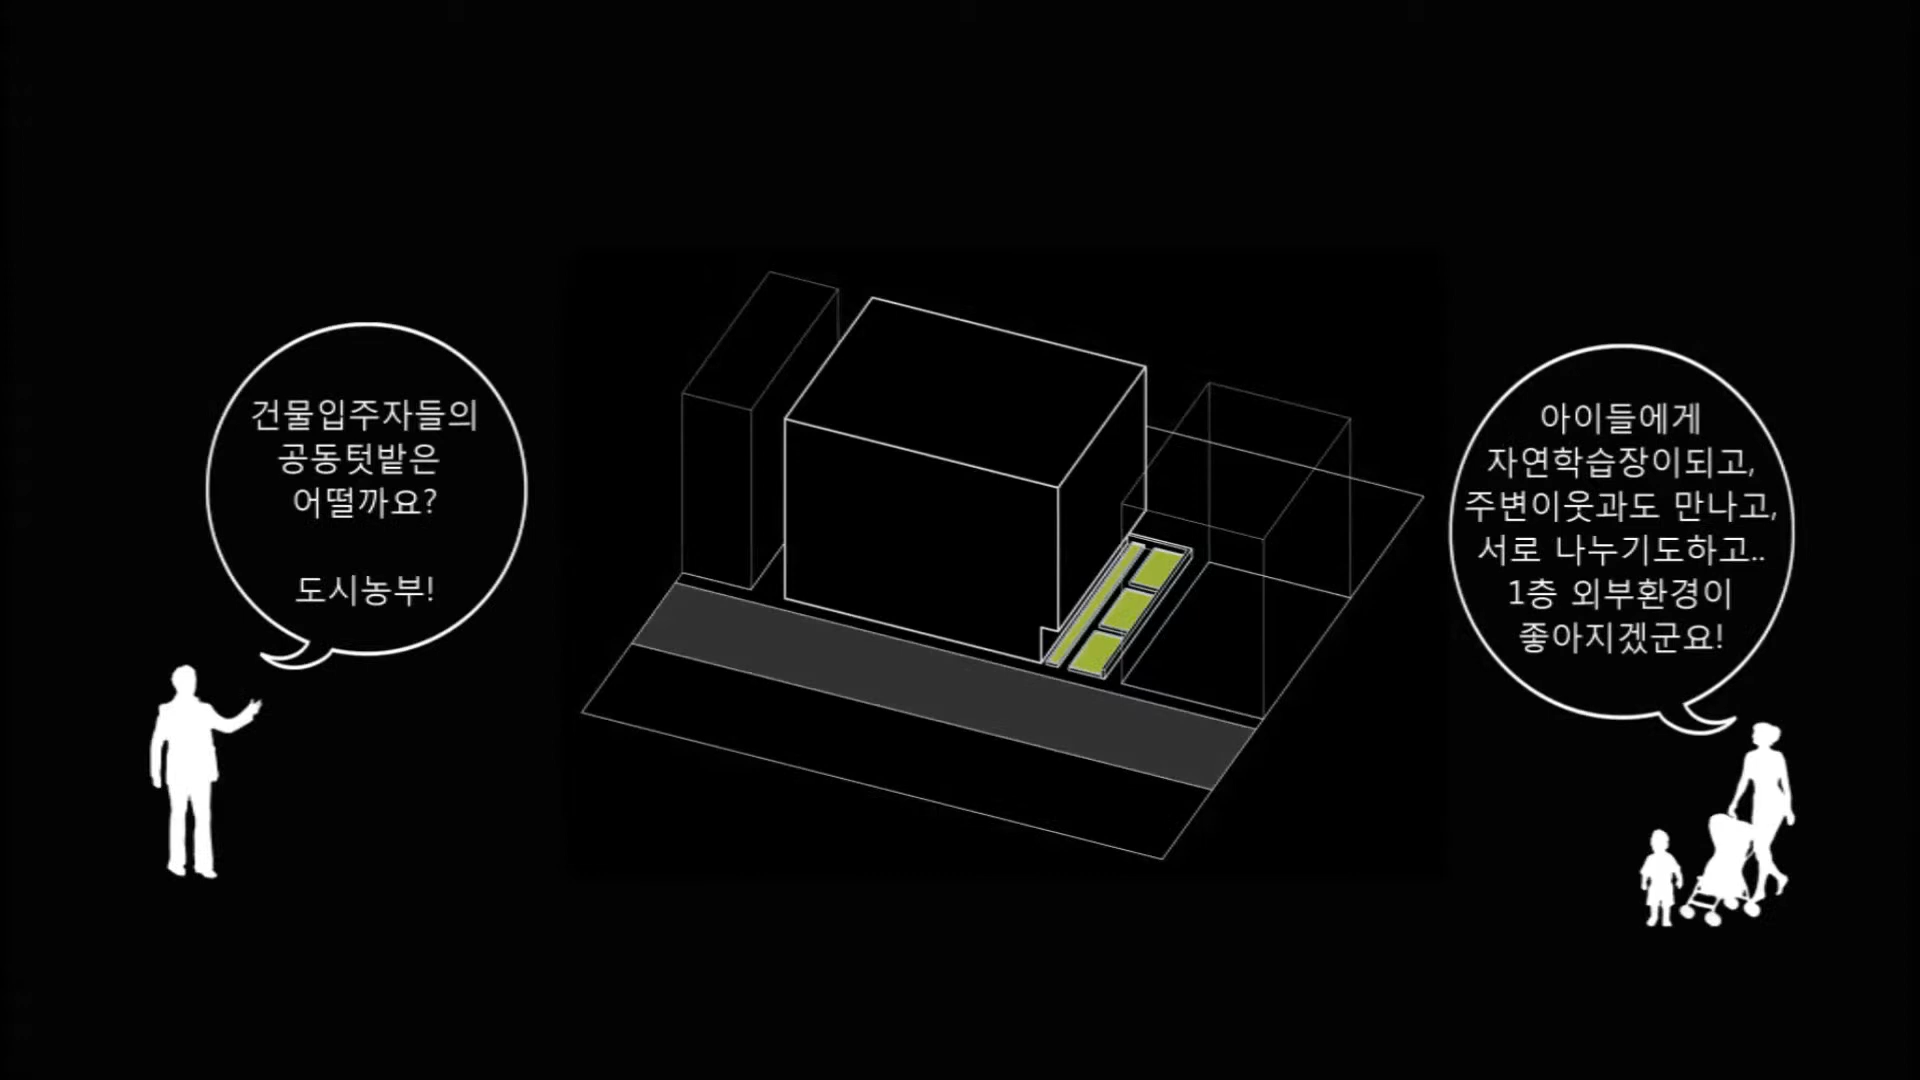 건물입주자들의
공동텃밭은
어떨까요?
도시농부!
아이들에게
자연학습장이되고,
주변이웃과도 만나고,
서로 나누기도하고..
1층 외부환경이
좋아지겠군요!